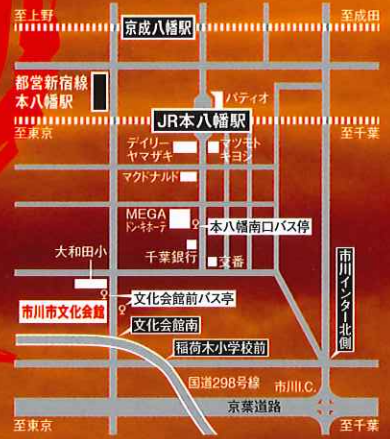 至上野
至成田
京成八幡駅
都営新宿線
本八幡駅
パティオ
JR本八幡駅
至東京
至千葉
デイリー
ヤマザキ
マツモト
キヨシ
マクドナルド
MEGA
ドン・キホーテ
本八幡南口バス停
大和田小
千葉銀行
交番
市川インター北側
文化会館前バス亭
市川市文化会館
文化会館南
稲荷木小学校前
国道298号線
市川I.C.
京葉道路
至東京
至千葉